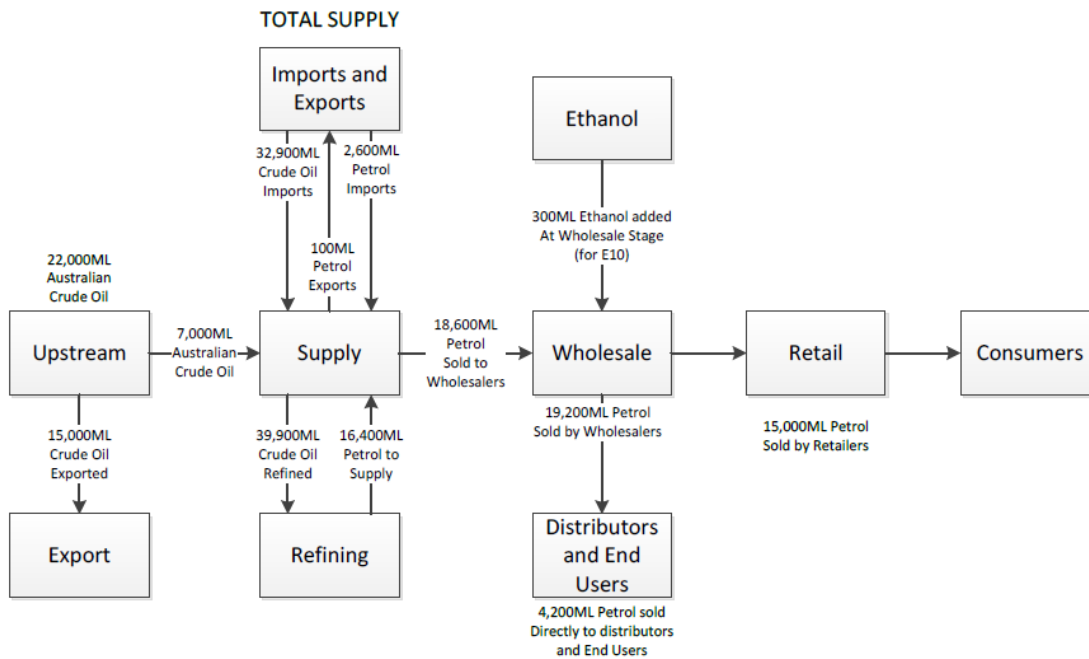 TOTAL SUPPLY
Imports and
Exports
Ethanol
32,900ML
Crude Oil
Imports
2,600ML
Petrol
Imports
100ML
Petrol
Exports
300ML Ethanol added
At Wholesale Stage
(for E10)
22,000ML
Australian
Crude Oil
Upstream
7,000ML
Australian
Crude Oil
Supply
18,600ML
Petrol
Sold to
Wholesalers
Wholesale
Retail
Consumers
15,000ML
Crude Oil
Exported
39,900ML
Crude Oil
Refined
16,400ML
Petrol to
Supply
19,200ML Petrol
Sold by Wholesalers
15,000ML Petrol
Sold by Retailers
Export
Refining
Distributors
and End
Users
4,200ML Petrol sold
Directly to distributors
and End Users